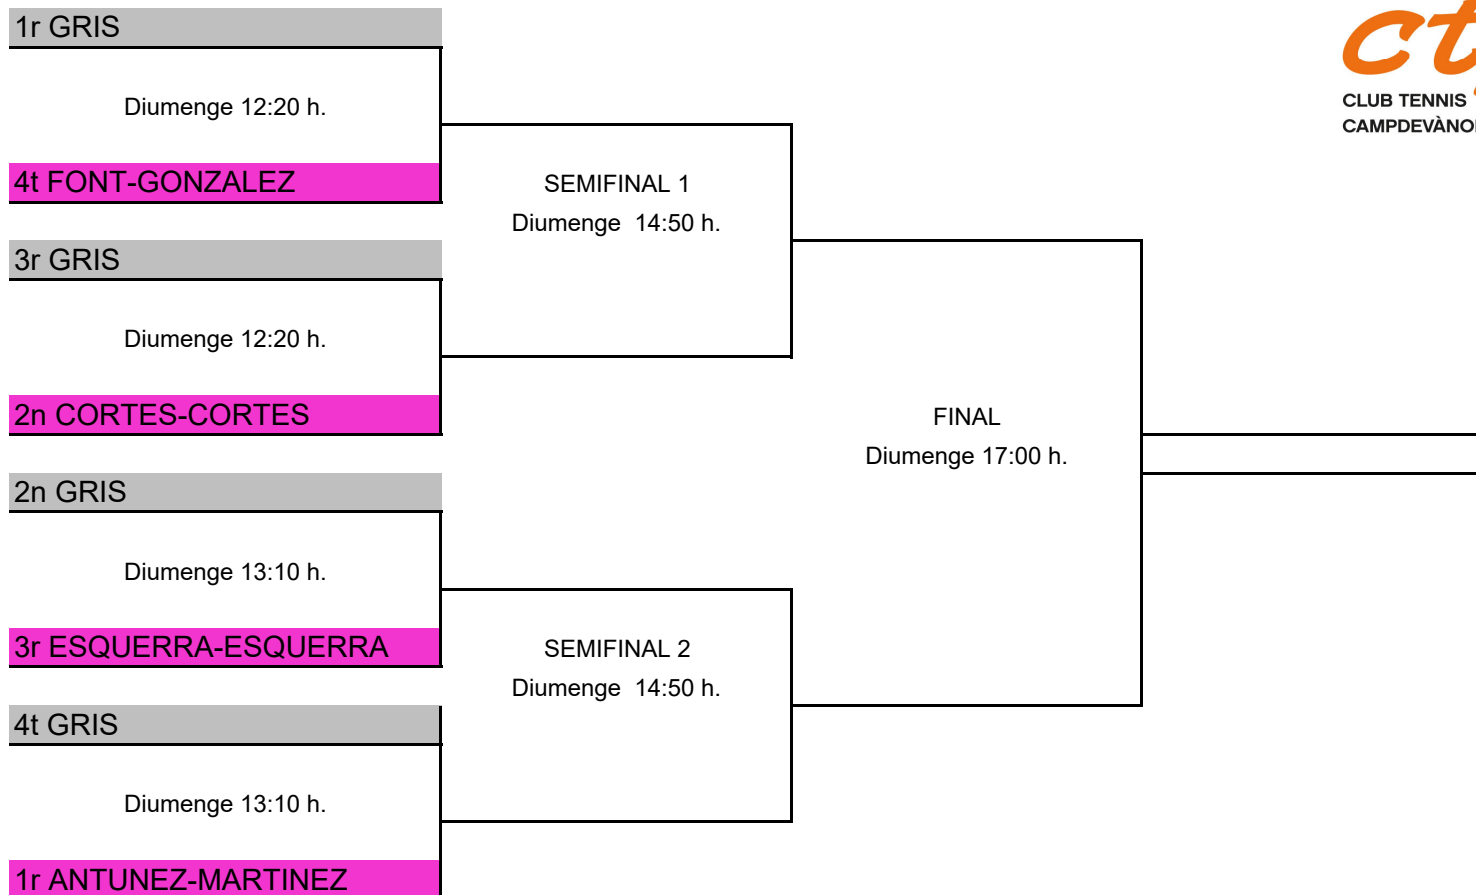 1r GRIS
Diumenge 12:20 h.
4t FONT-GONZALEZ
SEMIFINAL 1
Diumenge 14:50 h.
3r GRIS
Diumenge 12:20 h.
2n CORTES-CORTES
FINAL
Diumenge 17:00 h.
2n GRIS
Diumenge 13:10 h.
3r ESQUERRA-ESQUERRA
SEMIFINAL 2
Diumenge 14:50 h.
4t GRIS
Diumenge 13:10 h.
1r ANTUNEZ-MARTINEZ
ct
CLUB TENNIS